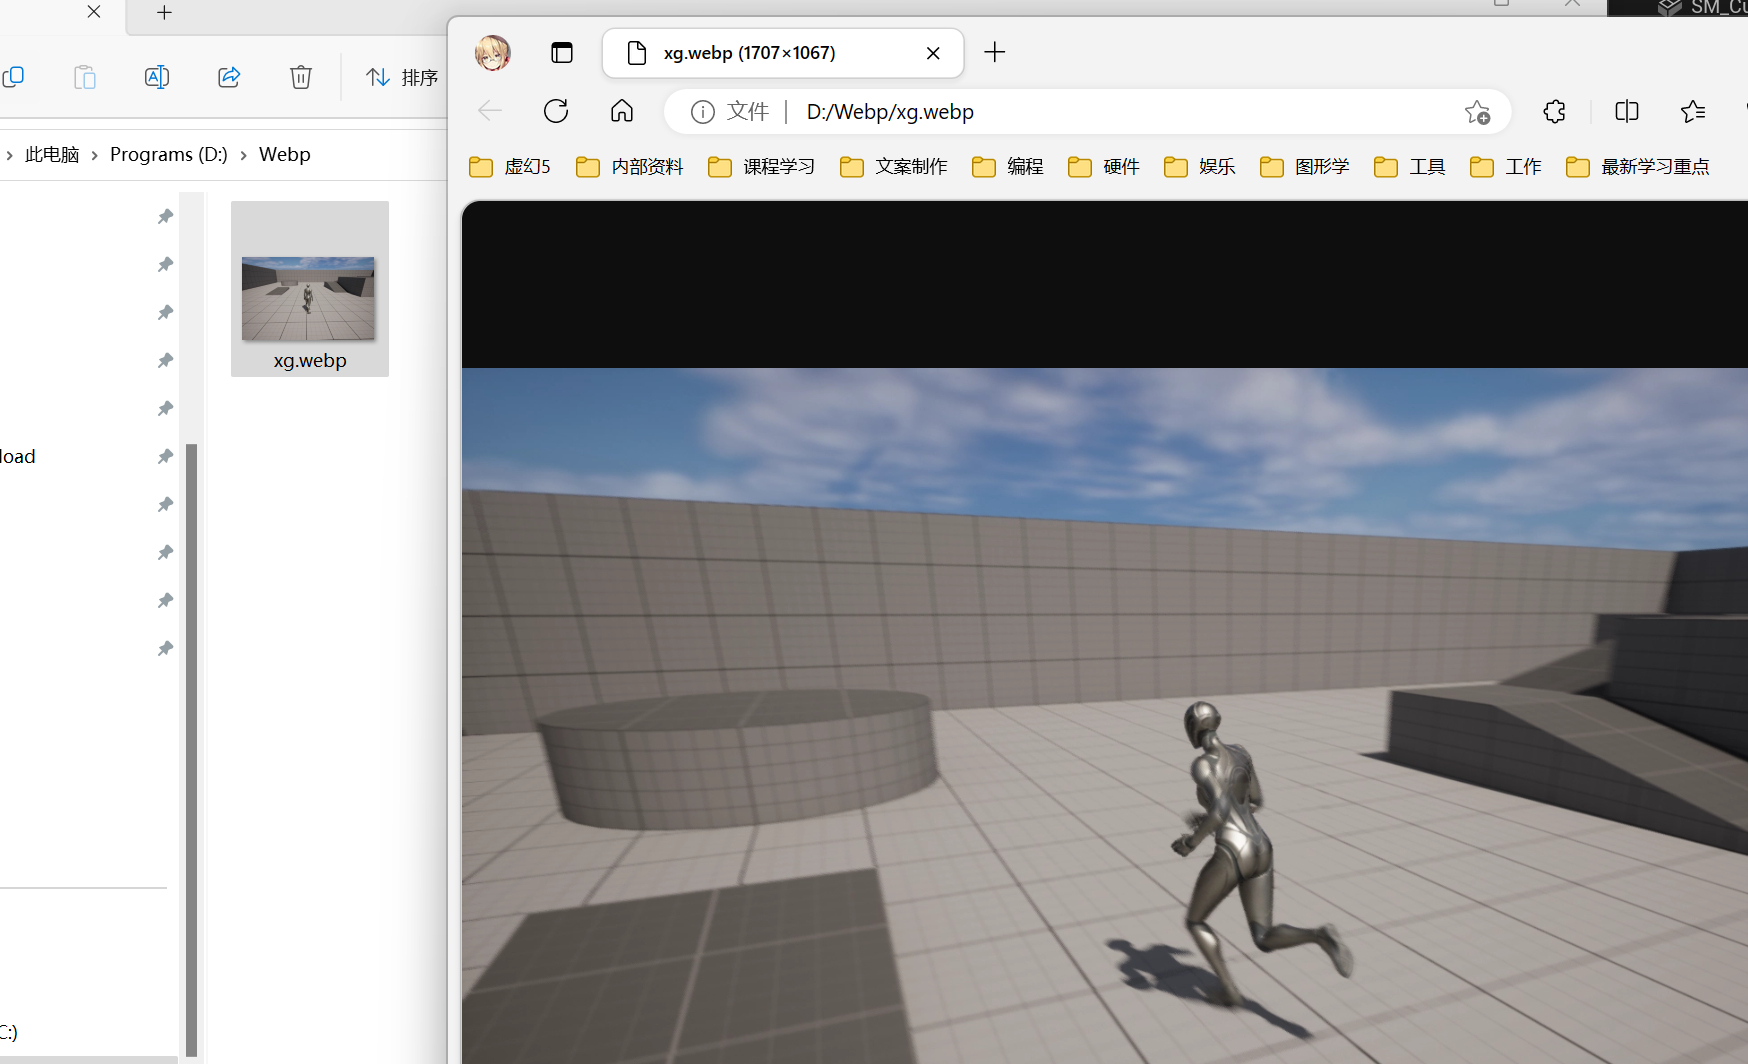 排序
此电脑 Programs (D:) Webp
xg.webp
load
C:)
SM_Cu
xg.webp (1707×1067)
文件 D:/Webp/xg.webp
虚幻5 内部资料 课程学习 文案制作 编程 硬件 娱乐 图形学 工具 工作 最新学习重点